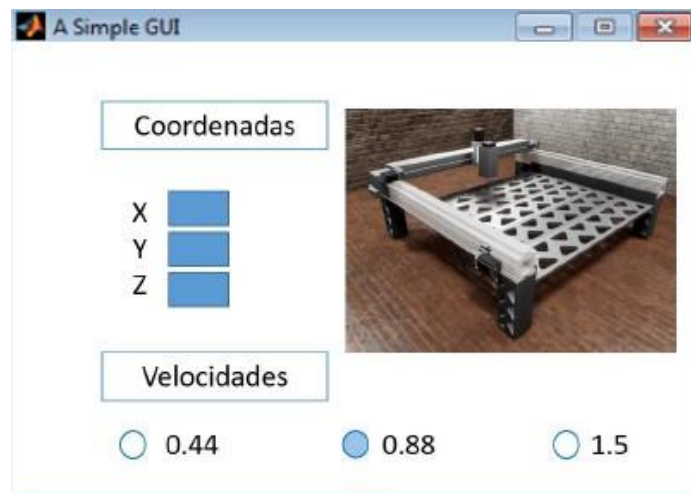 A Simple GUI
Coordenadas
X
Y
Z
Velocidades
0.44 0.88 1.5